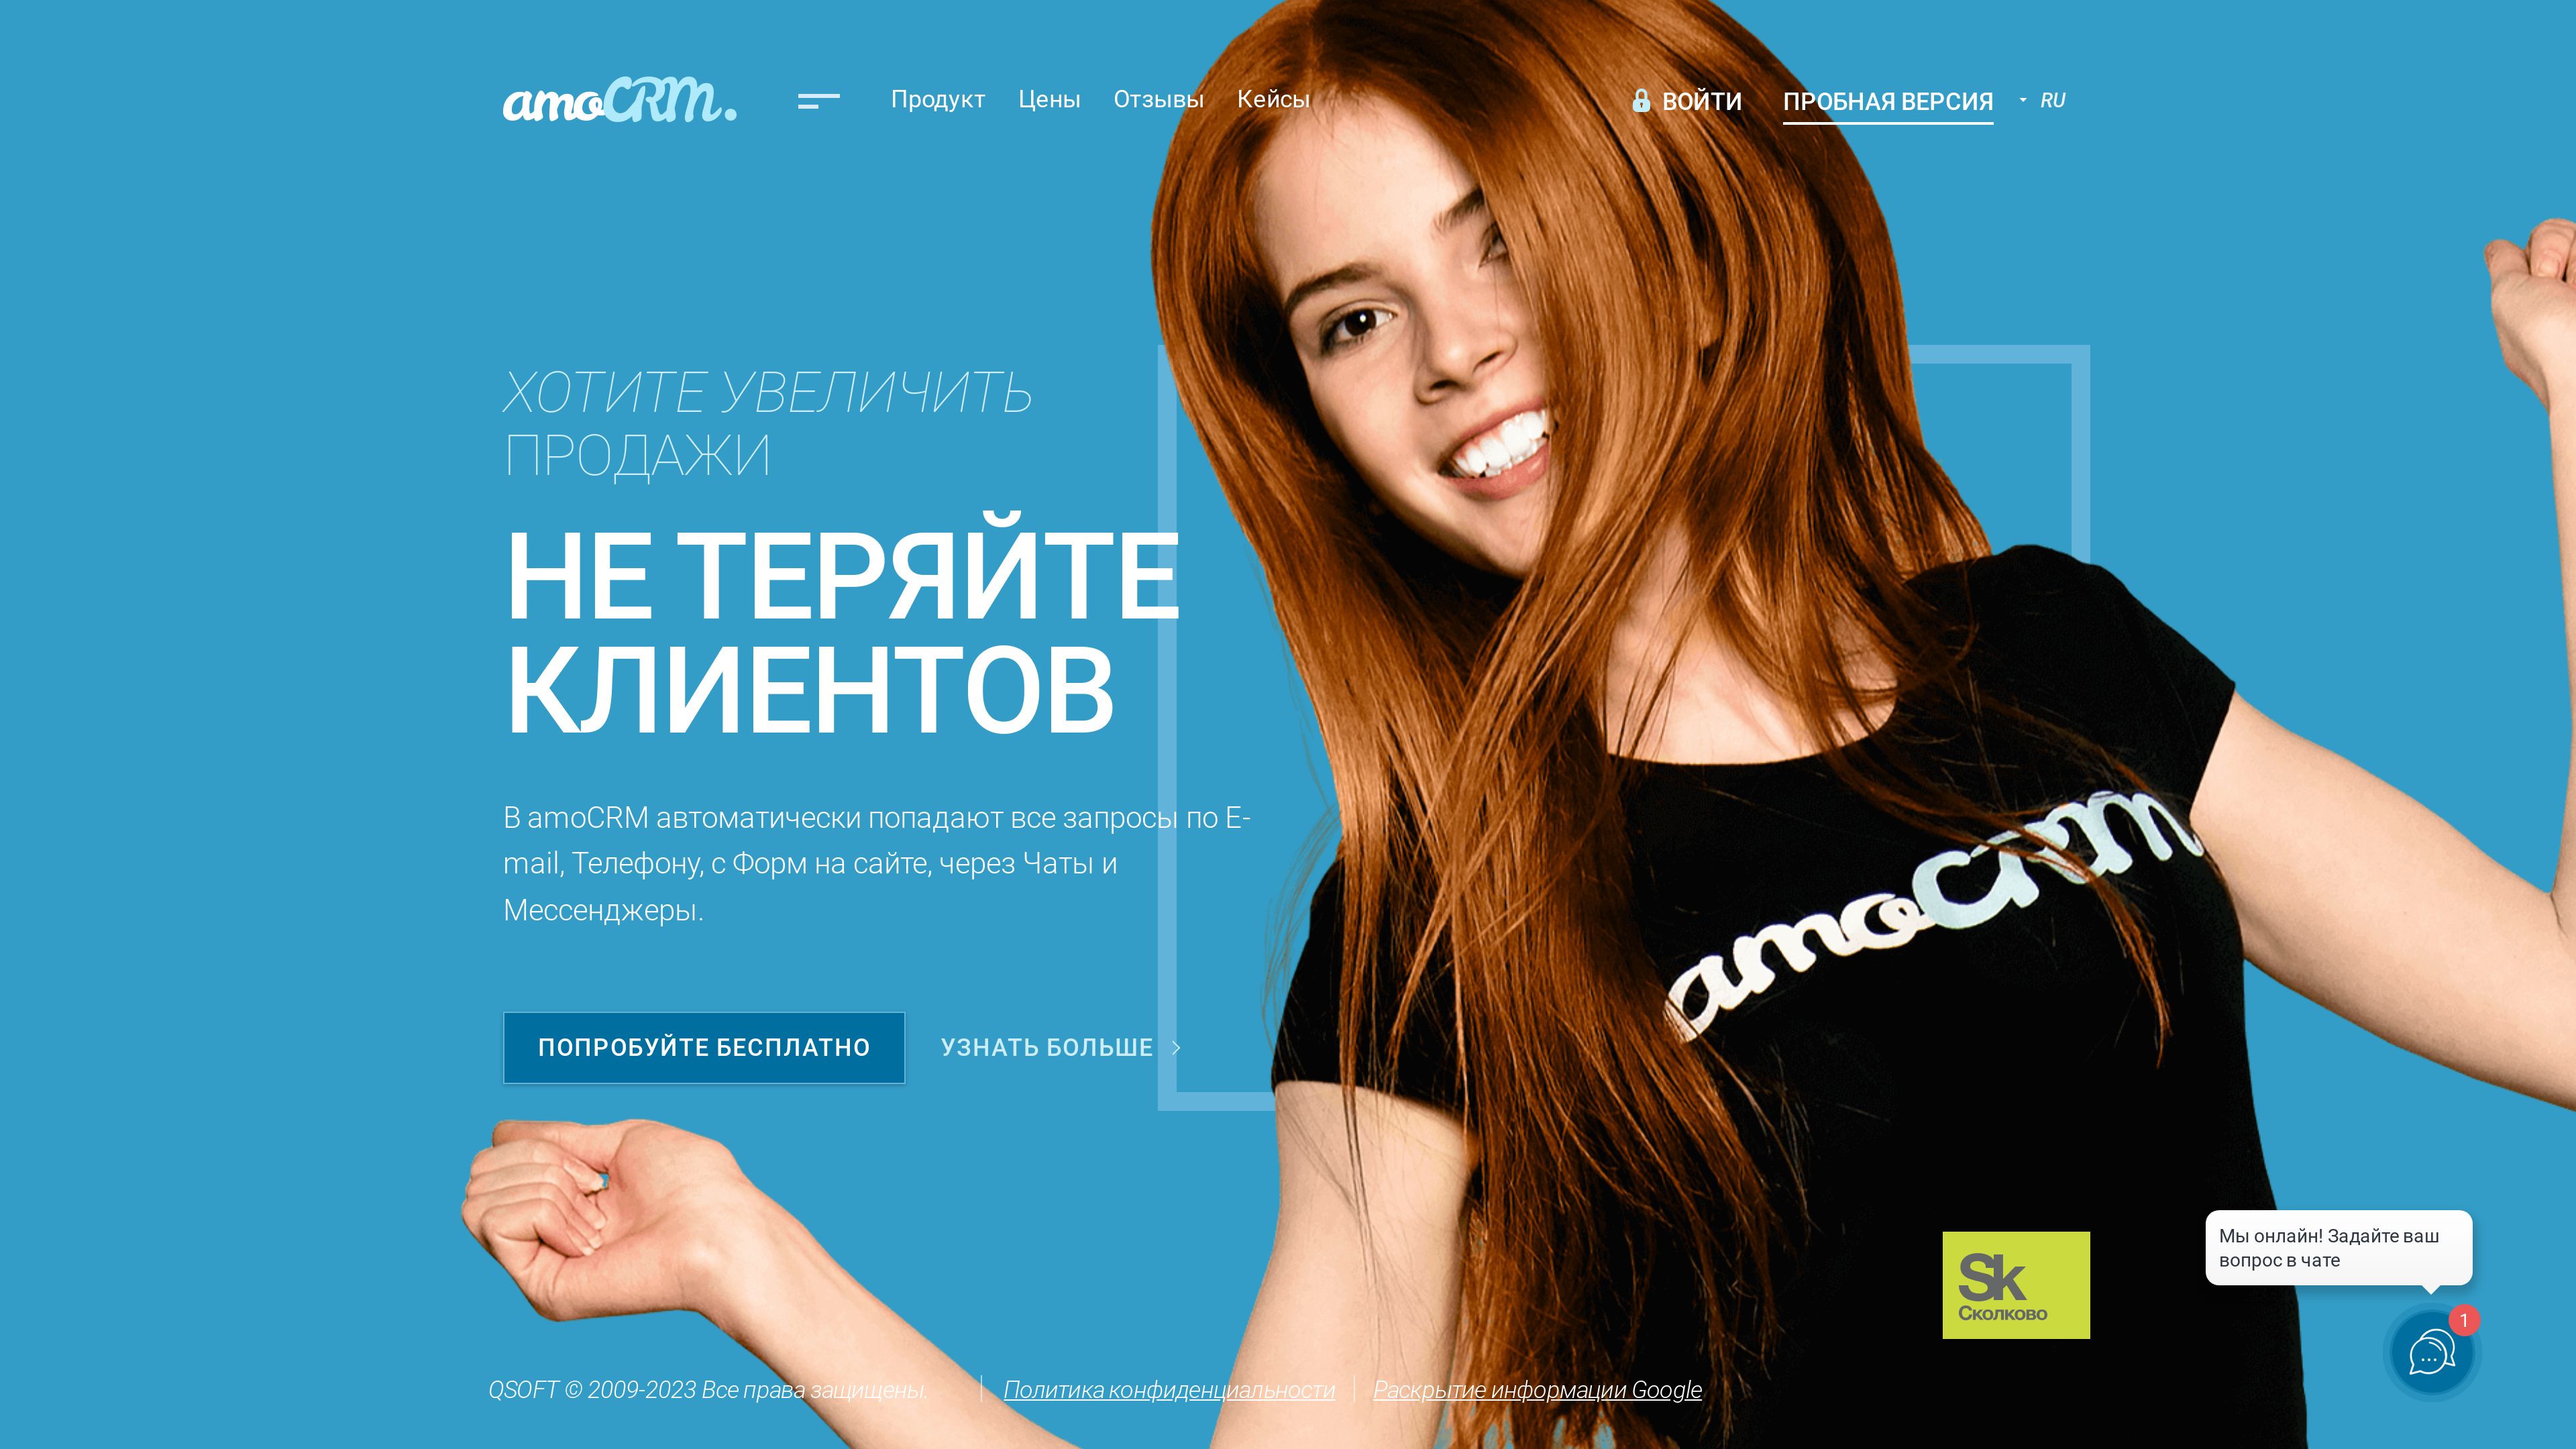 amoCRM.
Продукт Цены Отзывы Кейсы
ВОЙТИ ПРОБНАЯ ВЕРСИЯ RU
ХОТИТЕ УВЕЛИЧИТЬ
ПРОДАЖИ
НЕ ТЕРЯЙТЕ
КЛИЕНТОВ
В amoCRM автоматически попадают все запросы по E-
mail, Телефону, с Форм на сайте, через Чаты и
Мессенджеры.
ПОПРОБУЙТЕ БЕСПЛАТНО УЗНАТЬ БОЛЬШЕ
amoCRM
Sk
Сколково
Мы онлайн! Задайте ваш
вопрос в чате
1
QSOFT © 2009-2023 Все права защищены. Политика конфиденциальности Раскрытие информации Google